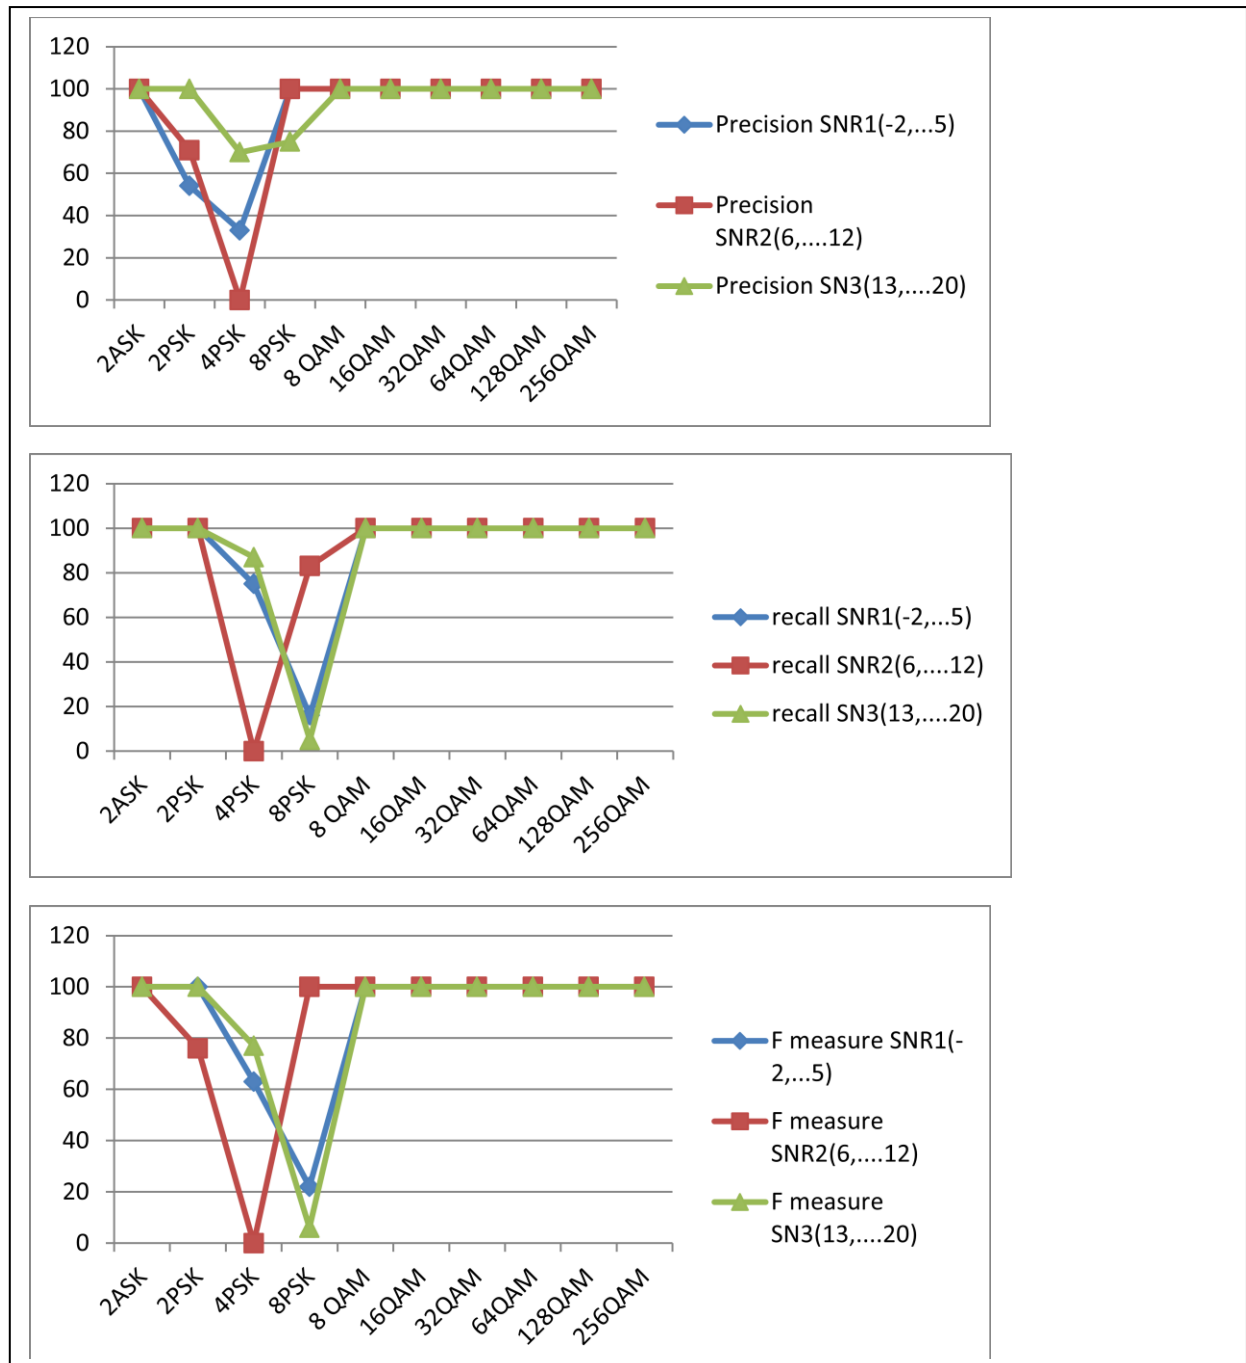 120
100
80
60
40
20
0
2ASK
2PSK
4PSK
8PSK
8 QAM
16QAM
32QAM
64QAM
128QAM
256QAM
Precision SNR1(-2,...5)
Precision
SNR2(6,....12)
Precision SN3(13,....20)
120
100
80
60
40
20
0
2ASK
2PSK
4PSK
8PSK
8 QAM
16QAM
32QAM
64QAM
128QAM
256QAM
recall SNR1(-2,...5)
recall SNR2(6,....12)
recall SN3(13,....20)
120
100
80
60
40
20
0
2ASK
2PSK
4PSK
8PSK
8 QAM
16QAM
32QAM
64QAM
128QAM
256QAM
F measure SNR1(-
2,...5)
F measure
SNR2(6,....12)
F measure
SN3(13,....20)